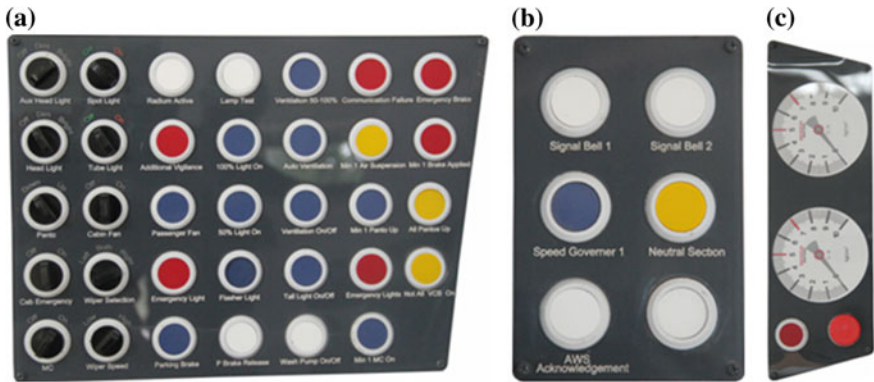 (a)
(b)
(c)
Aux Head Light
Spot Light
Radium Active
Lamp Test
Ventilation 50-100%
Communication Failure
Emergency Brake
Head Light
Tube Light
Additional Vigilance
100% Light On
Auto Ventilation
Min 1 Air Suspension
Min 1 Brake Applied
Panto
Cabin Fan
Passenger Fan
50% Light On
Ventilation On/Off
Min 1 Panto Up
All Pantos Up
Cab Emergency
Wiper Selection
Emergency Light
Flasher Light
Tail Light On/Off
Emergency Lights
Not All VCB On
MC
Wiper Speed
Parking Brake
P Brake Release
Wash Pump On/Off
Min 1 MC On
Signal Bell 1
Signal Bell 2
Speed Governer 1
Neutral Section
AWS
Acknowledgement